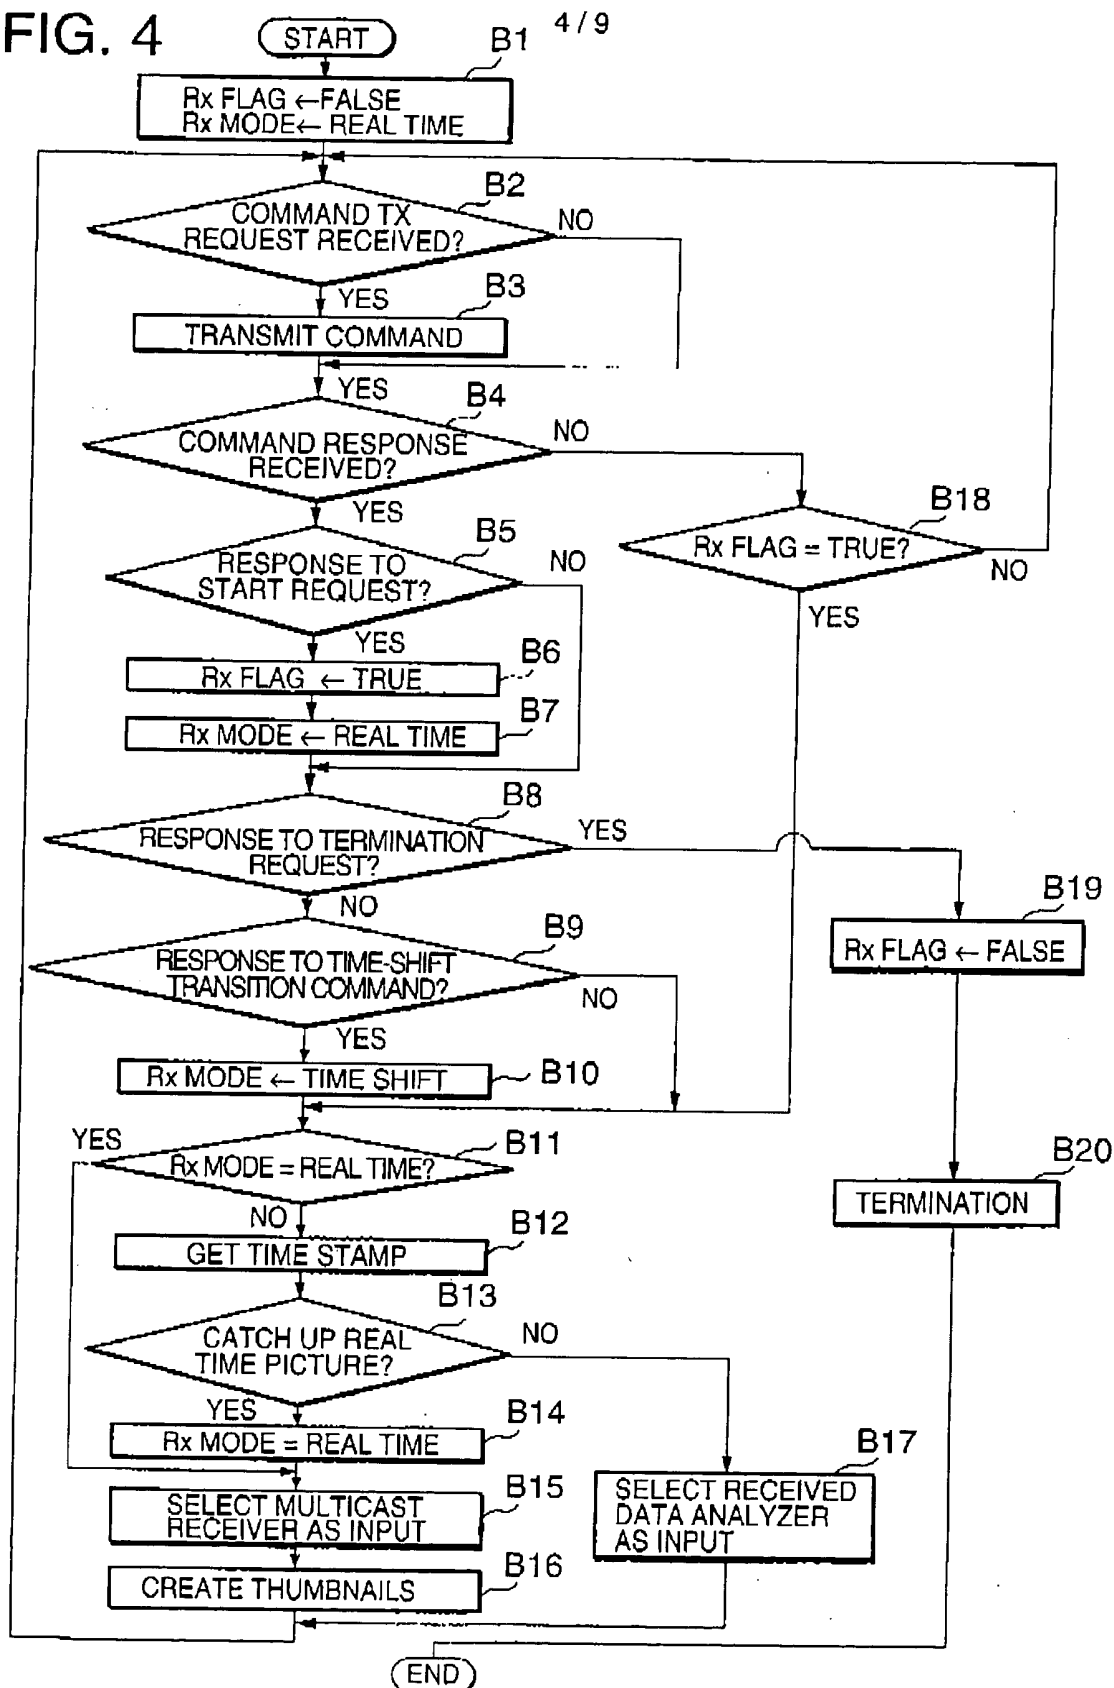 FIG. 4
4/9
START
B1
Rx FLAG ←FALSE
Rx MODE← REAL TIME
B2
COMMAND TX
REQUEST RECEIVED?
NO
YES
B3
TRANSMIT COMMAND
YES
B4
COMMAND RESPONSE
RECEIVED?
NO
YES
B18
Rx FLAG = TRUE?
NO
YES
B5
RESPONSE TO
START REQUEST?
NO
YES
B6
Rx FLAG ← TRUE
B7
Rx MODE ← REAL TIME
B8
RESPONSE TO TERMINATION
REQUEST?
YES
NO
B19
Rx FLAG ← FALSE
B9
RESPONSE TO TIME-SHIFT
TRANSITION COMMAND?
NO
YES
B10
Rx MODE ← TIME SHIFT
YES
B11
Rx MODE = REAL TIME?
NO
B20
TERMINATION
B12
GET TIME STAMP
B13
CATCH UP REAL
TIME PICTURE?
NO
YES
B14
Rx MODE = REAL TIME
B17
SELECT RECEIVED
DATA ANALYZER
AS INPUT
B15
SELECT MULTICAST
RECEIVER AS INPUT
B16
CREATE THUMBNAILS
END